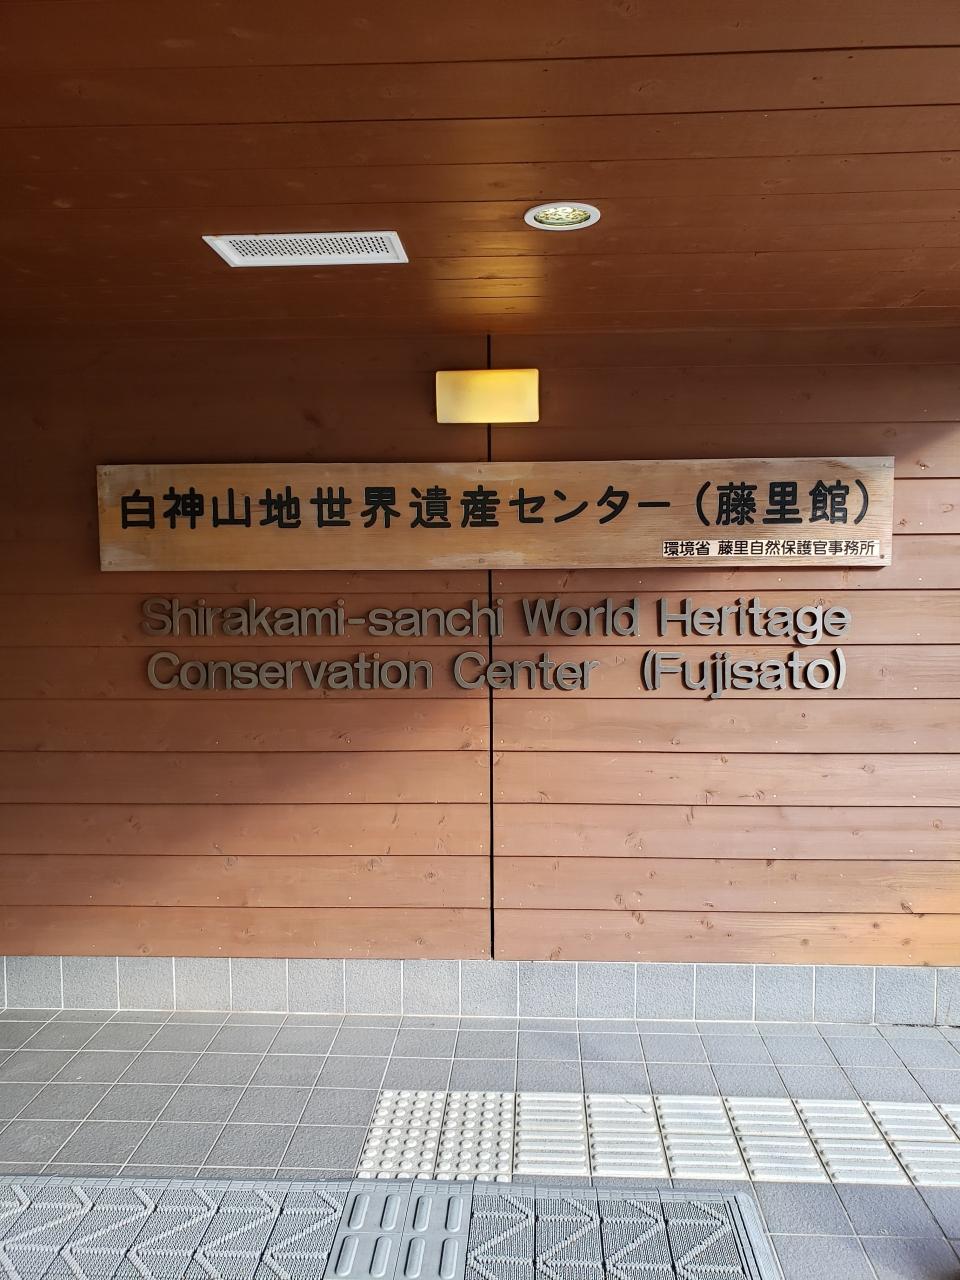 白神山地世界遺産センター（藤里館）
環境省 藤里自然保護官事務所
Shirakami-sanchi World Heritage
Conservation Center (Fujisato)